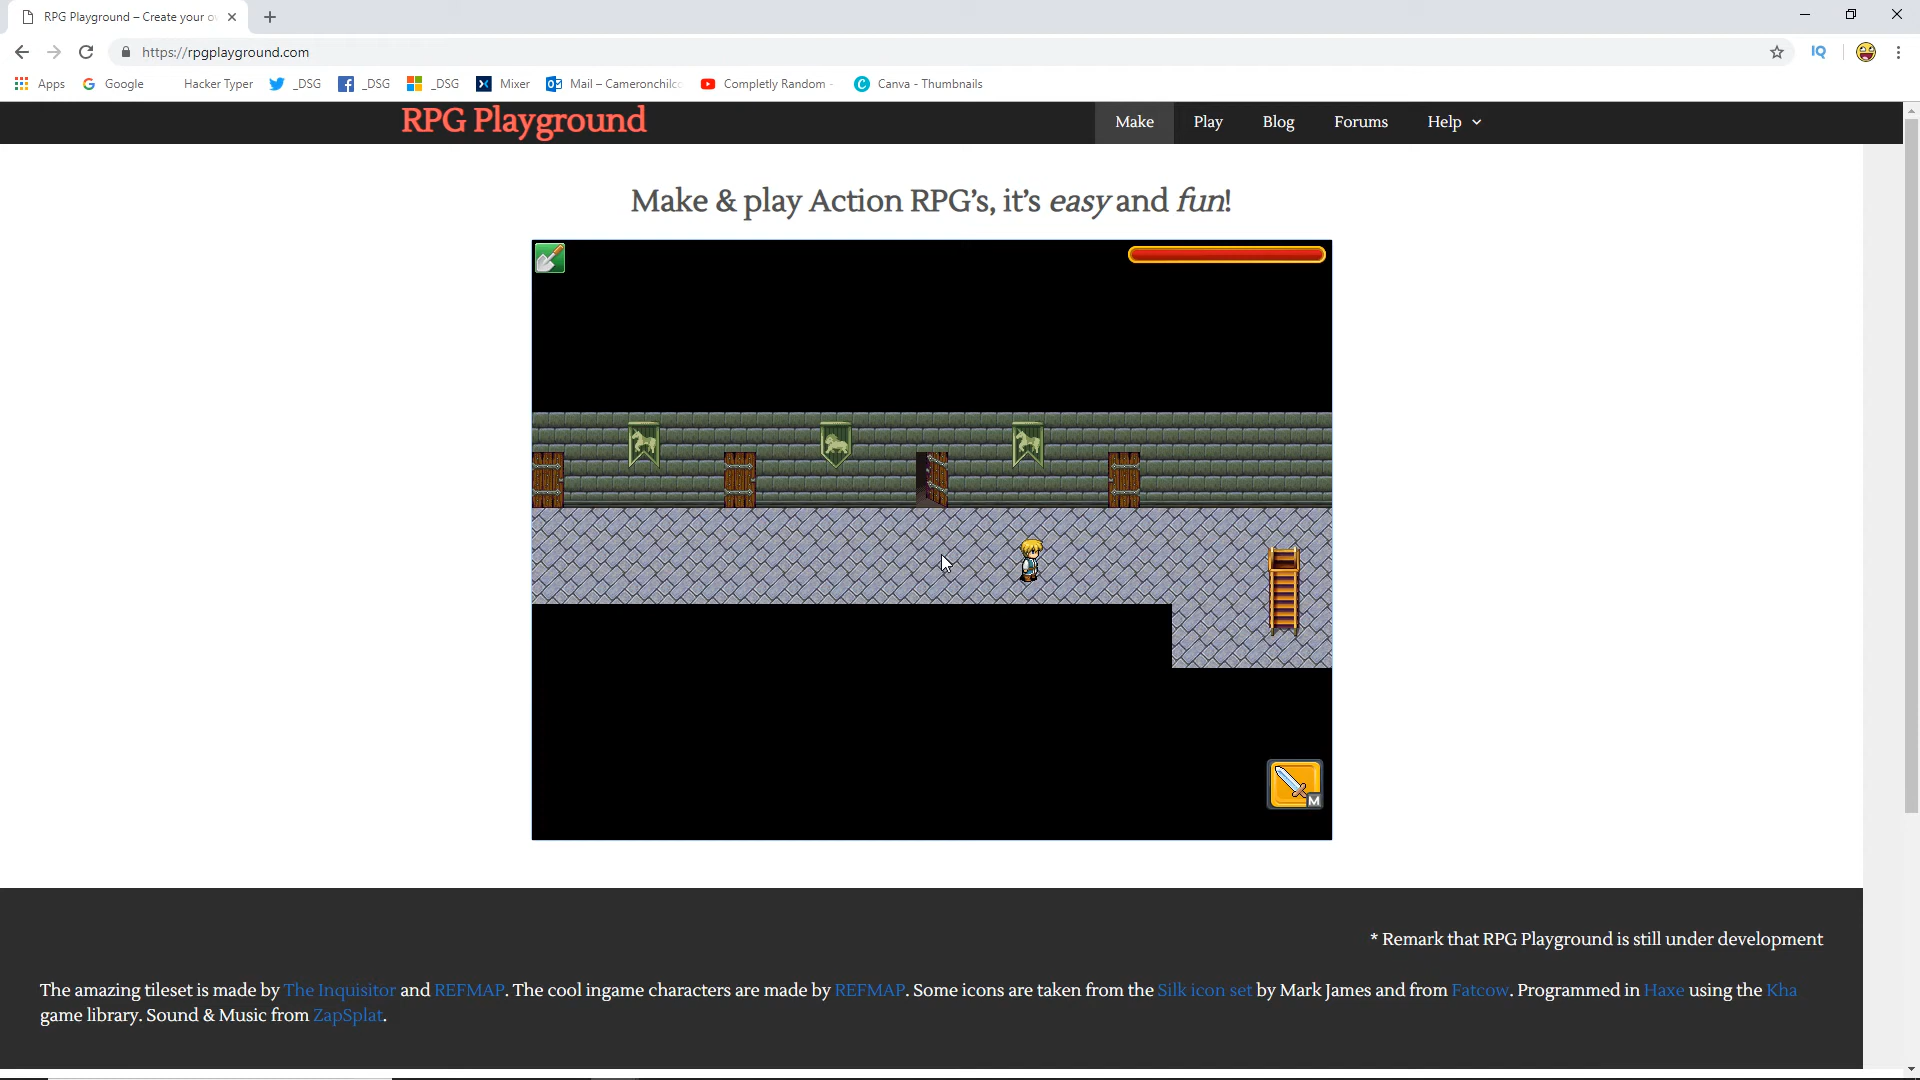 RPG Playground – Create your o
https://rpgplayground.com
IQ
Apps
Google
Hacker Typer
_DSG
_DSG
_DSG
Mixer
Mail – Cameronchilc
Completly Random -
Canva - Thumbnails
RPG Playground
Make
Play
Blog
Forums
Help
Make & play Action RPG's, it's easy and fun!
M
* Remark that RPG Playground is still under development
The amazing tileset is made by The Inquisitor and REFMAP. The cool ingame characters are made by REFMAP. Some icons are taken from the Silk icon set by Mark James and from Fatcow. Programmed in Haxe using the Kha
game library. Sound & Music from ZapSplat.